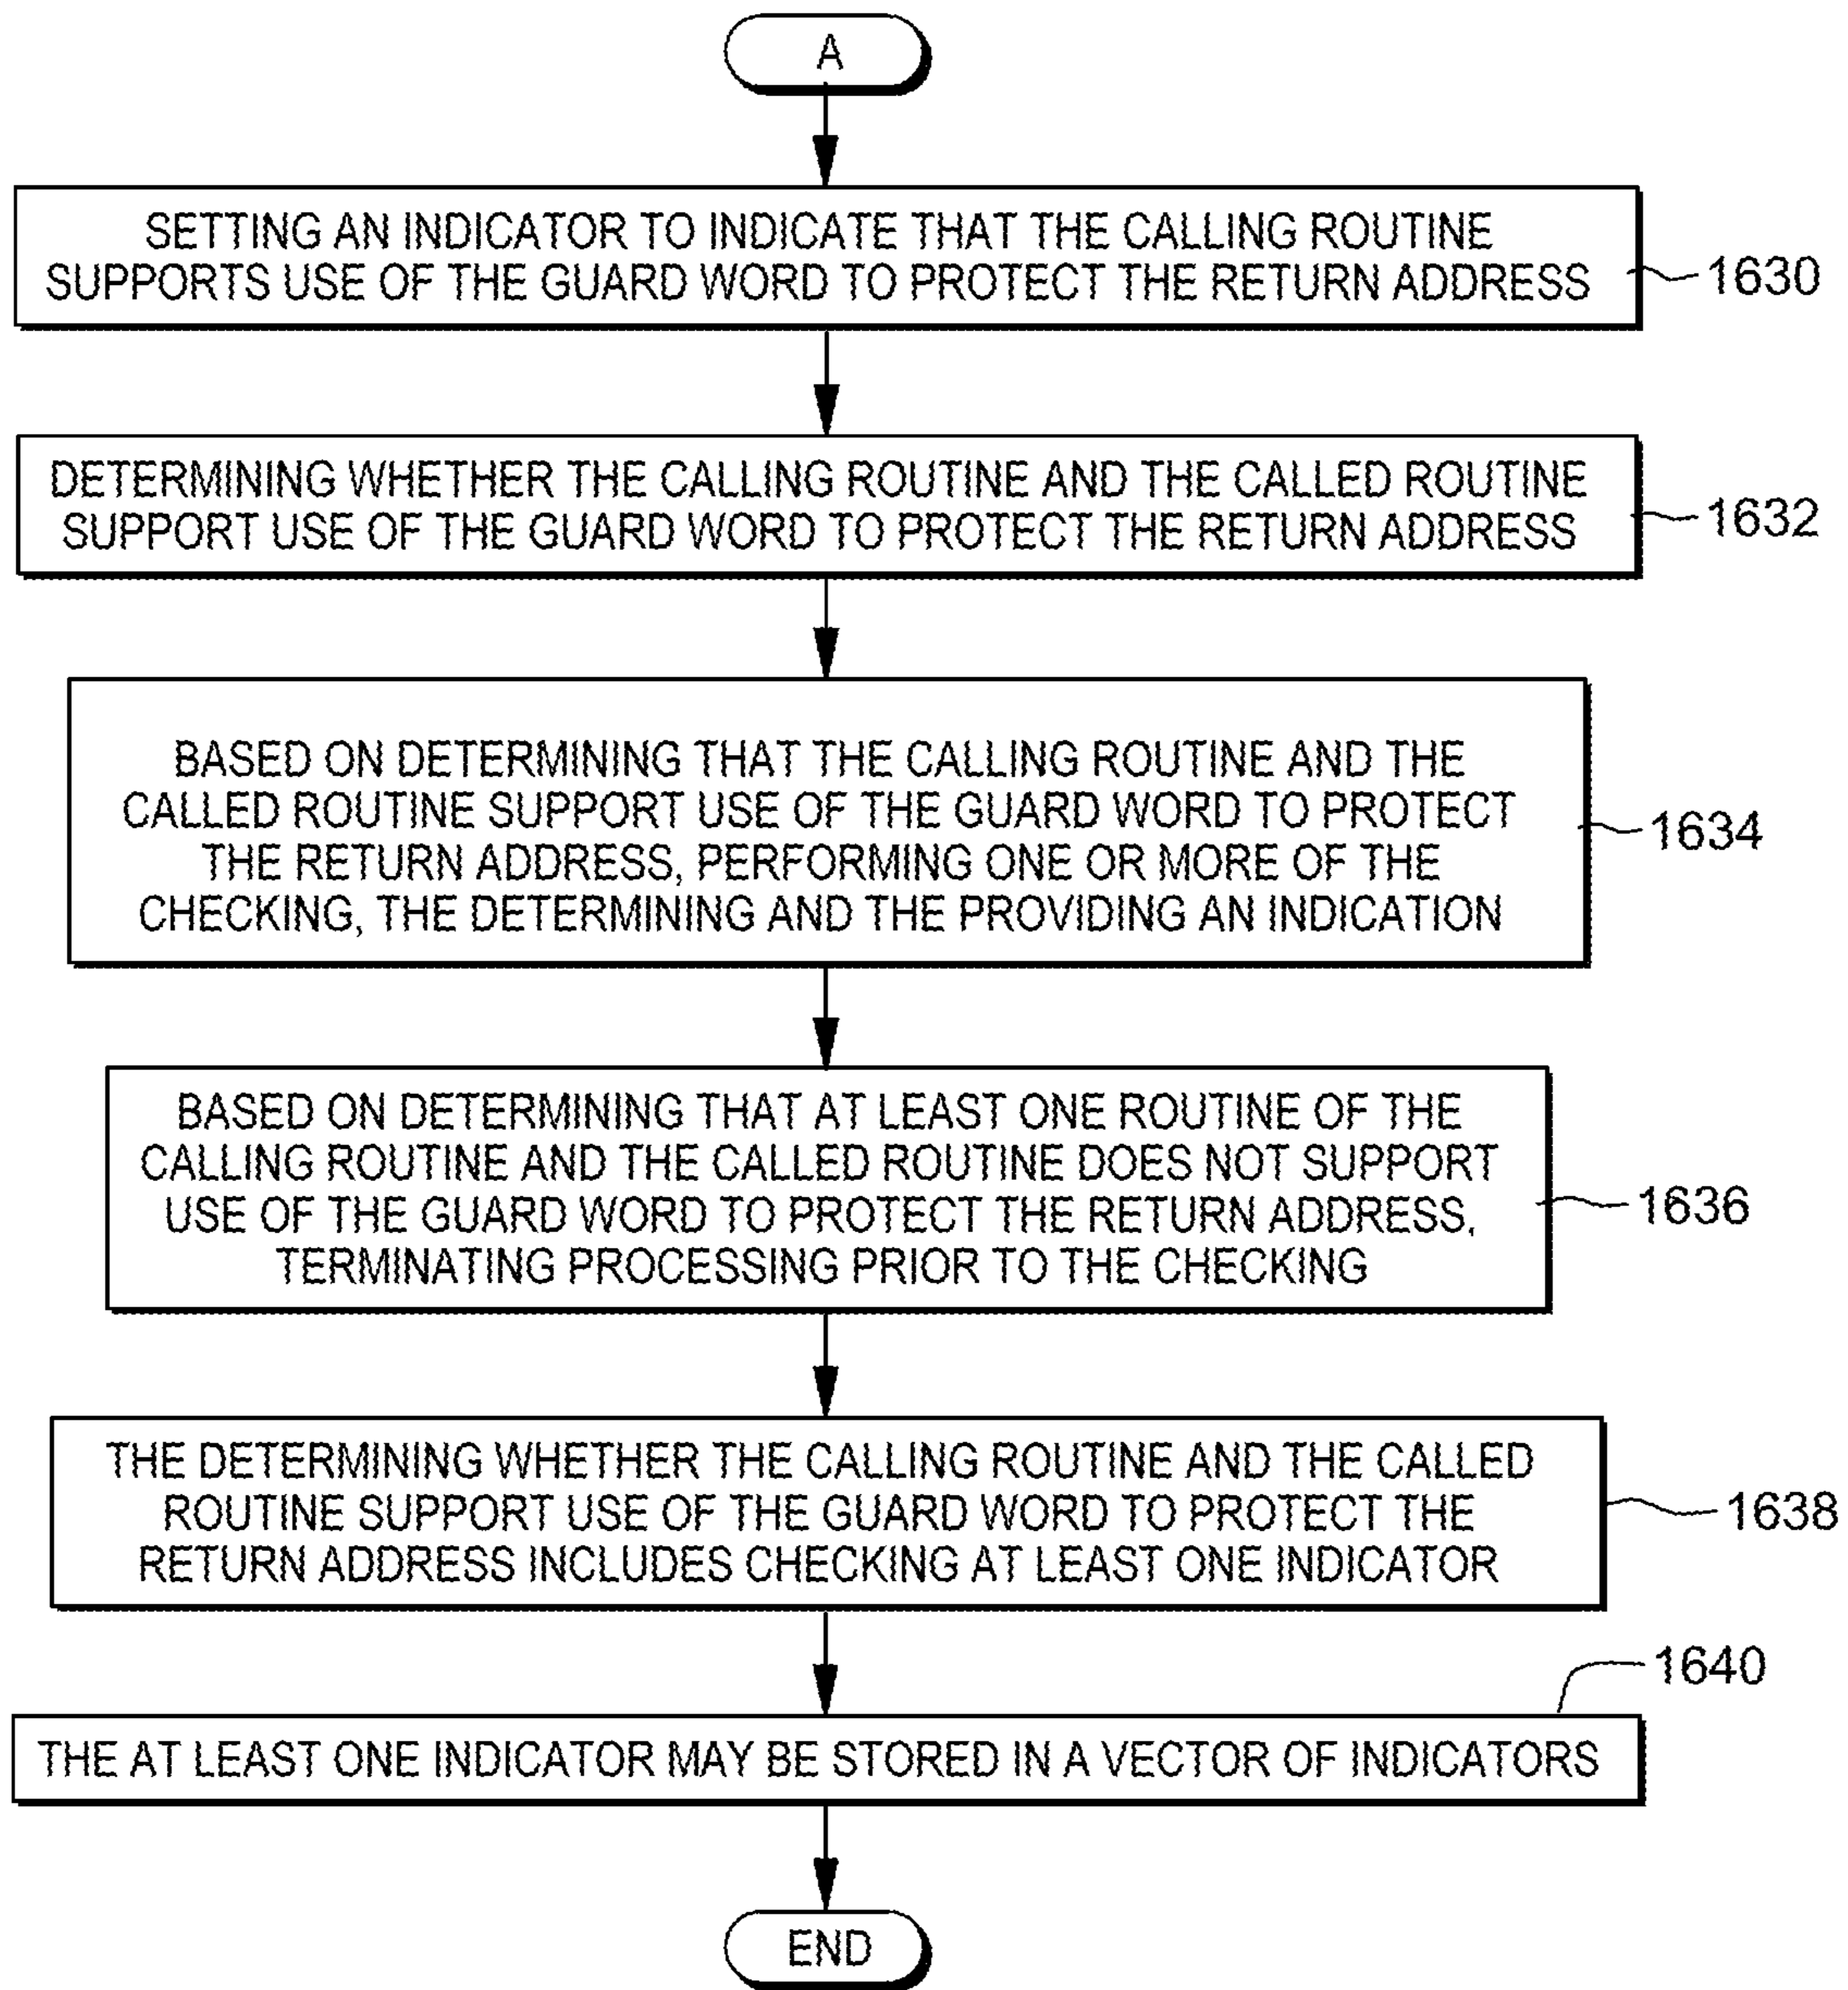 A
SETTING AN INDICATOR TO INDICATE THAT THE CALLING ROUTINE
SUPPORTS USE OF THE GUARD WORD TO PROTECT THE RETURN ADDRESS
1630
DETERMINING WHETHER THE CALLING ROUTINE AND THE CALLED ROUTINE
SUPPORT USE OF THE GUARD WORD TO PROTECT THE RETURN ADDRESS
1632
BASED ON DETERMINING THAT THE CALLING ROUTINE AND THE
CALLED ROUTINE SUPPORT USE OF THE GUARD WORD TO PROTECT
THE RETURN ADDRESS, PERFORMING ONE OR MORE OF THE
CHECKING, THE DETERMINING AND THE PROVIDING AN INDICATION
1634
BASED ON DETERMINING THAT AT LEAST ONE ROUTINE OF THE
CALLING ROUTINE AND THE CALLED ROUTINE DOES NOT SUPPORT
USE OF THE GUARD WORD TO PROTECT THE RETURN ADDRESS,
TERMINATING PROCESSING PRIOR TO THE CHECKING
1636
THE DETERMINING WHETHER THE CALLING ROUTINE AND THE CALLED
ROUTINE SUPPORT USE OF THE GUARD WORD TO PROTECT THE
RETURN ADDRESS INCLUDES CHECKING AT LEAST ONE INDICATOR
1638
1640
THE AT LEAST ONE INDICATOR MAY BE STORED IN A VECTOR OF INDICATORS
END